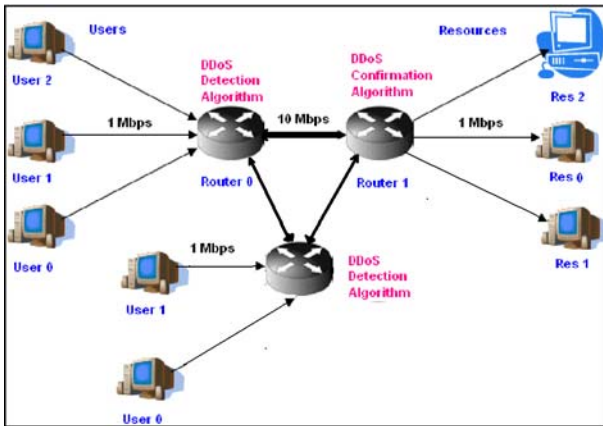 Users
Resources
DDoS
Detection
Algorithm
DDoS
Confirmation
Algorithm
User 2
Res 2
1 Mbps
10 Mbps
1 Mbps
User 1
Router 0
Router 1
Res 0
User 0
Res 1
1 Mbps
DDoS
Detection
Algorithm
User 1
User 0